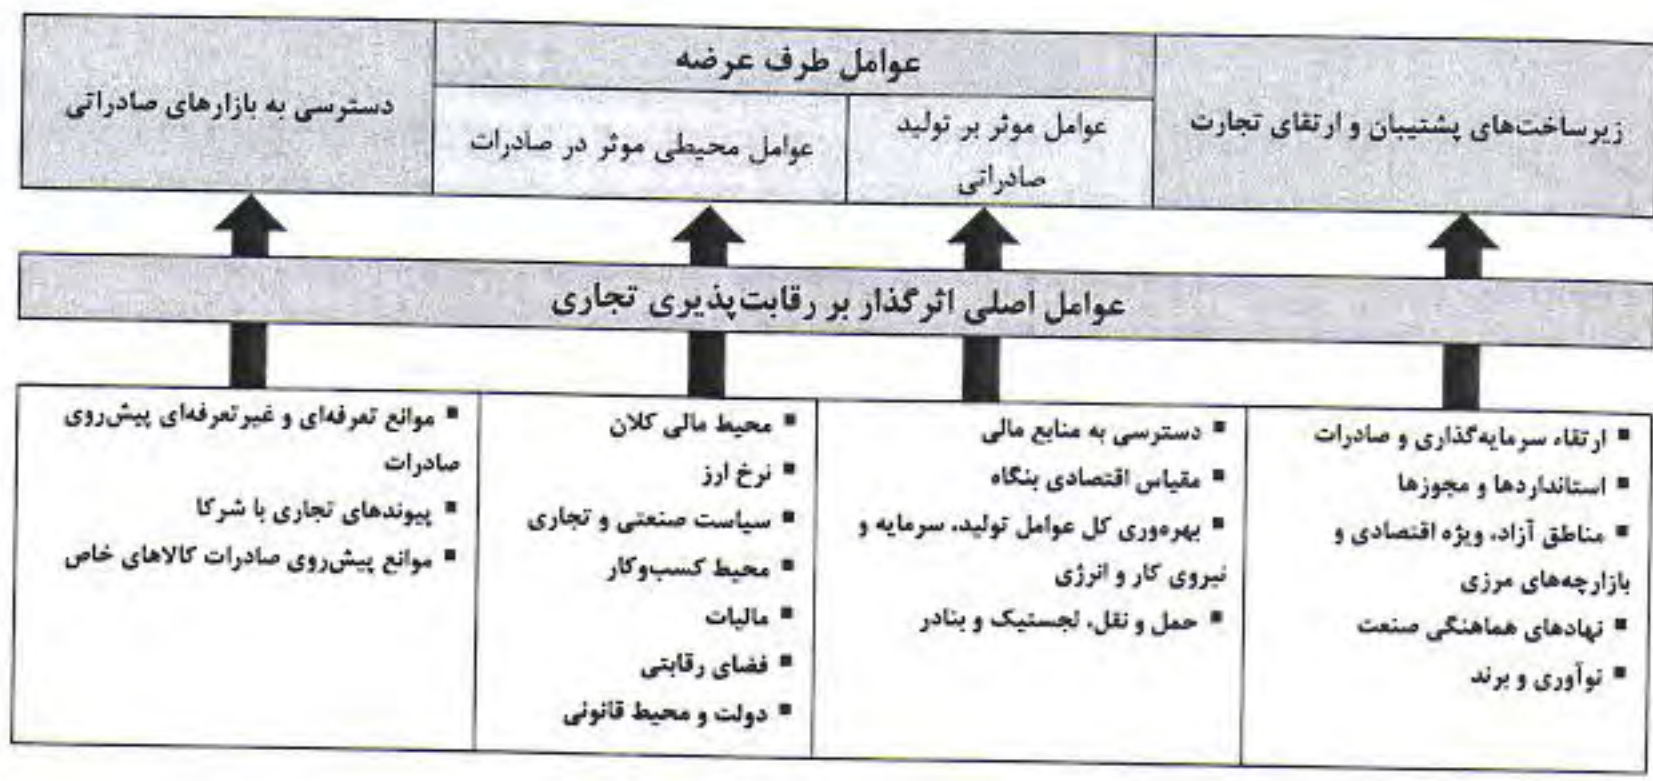 زیرساخت‌های پشتیبان و ارتقای تجارت
عوامل طرف عرضه
عوامل موثر بر تولید
صادراتی
عوامل محیطی موثر در صادرات
دسترسی به بازارهای صادراتی
عوامل اصلی اثرگذار بر رقابت‌پذیری تجاری
▪ ارتقاء سرمایه‌گذاری و صادرات
▪ استانداردها و مجوزها
▪ مناطق آزاد، ویژه اقتصادی و
بازارچه‌های مرزی
▪ نهادهای هماهنگی صنعت
▪ نوآوری و برند
▪ دسترسی به منابع مالی
▪ مقیاس اقتصادی بنگاه
▪ بهره‌وری کل عوامل تولید، سرمایه و
نیروی کار و انرژی
▪ حمل و نقل، لجستیک و بنادر
▪ محیط مالی کلان
▪ نرخ ارز
▪ سیاست صنعتی و تجاری
▪ محیط کسب‌وکار
▪ مالیات
▪ فضای رقابتی
▪ دولت و محیط قانونی
▪ موانع تعرفه‌ای و غیرتعرفه‌ای پیش‌روی
صادرات
▪ پیوندهای تجاری با شرکا
▪ موانع پیش‌روی صادرات کالاهای خاص